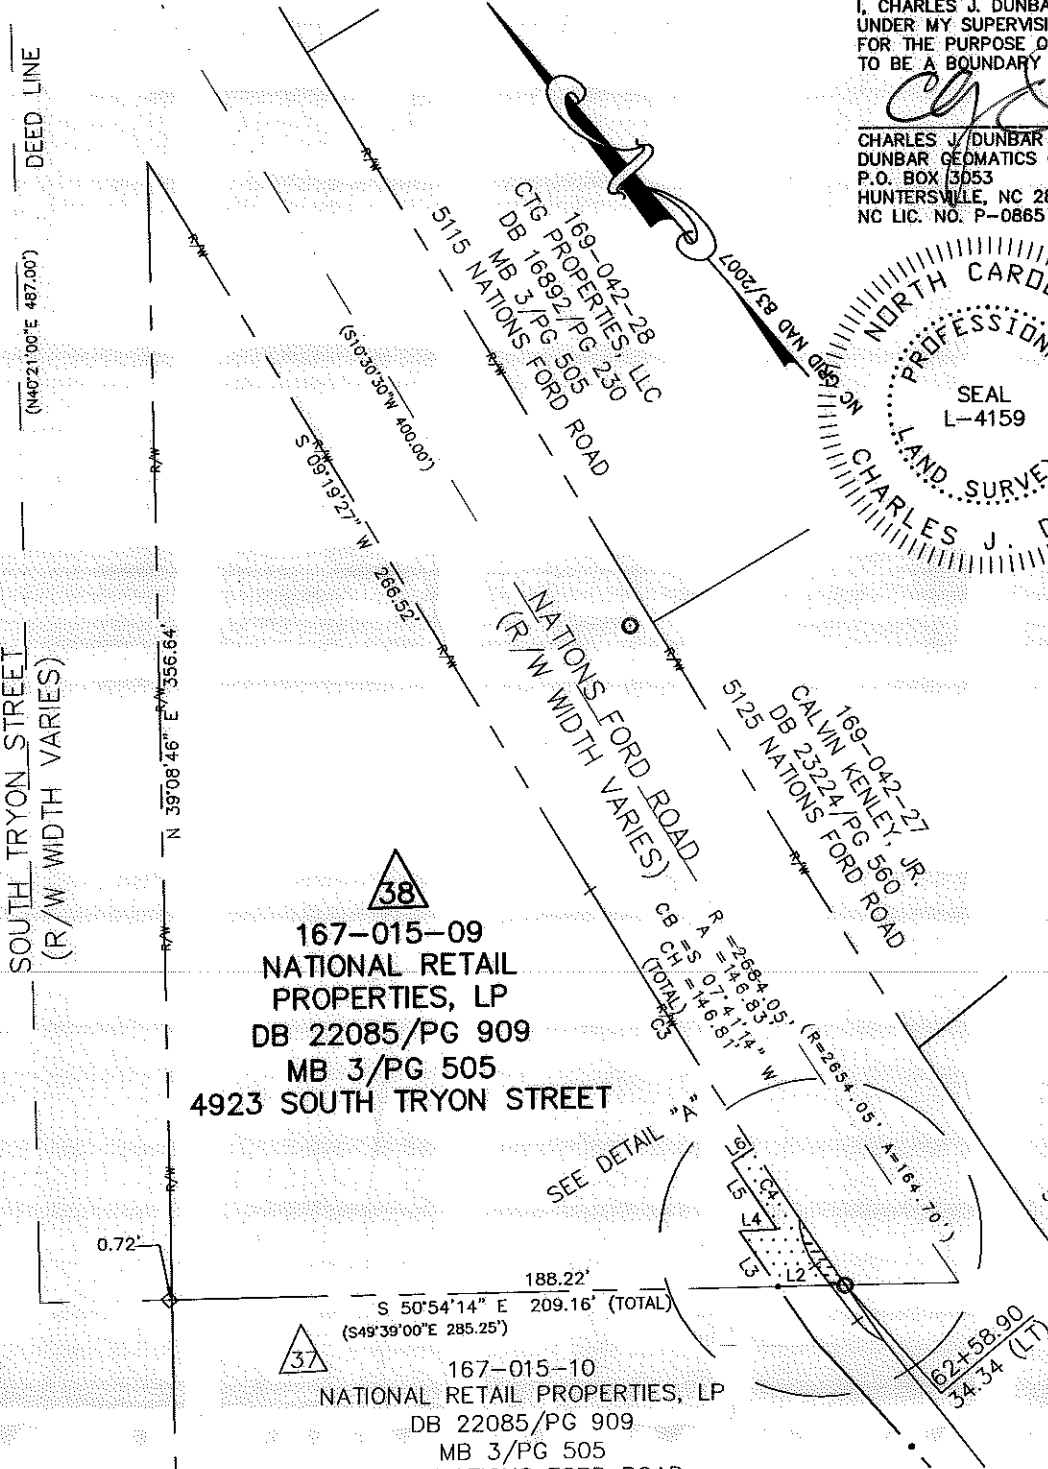 I, CHARLES J. DUNBA
UNDER MY SUPERVISI
FOR THE PURPOSE O
TO BE A BOUNDARY
CHARLES J. DUNBAR
DUNBAR GEOMATICS
P.O. BOX 3053
HUNTERSVILLE, NC 28
NC LIC. NO. P-0865
NORTH CAROL
PROFESSION
SEAL
L-4159
LAND SURVE
CHARLES J. D
NC GRID NAD 83/2007
DEED LINE
(N40°21'00"E 487.00')
SOUTH TRYON STREET
(R/W WIDTH VARIES)
R/W
R/W
N 39°08'46" E 356.64'
R/W
R/W
R/W
R/W
R/W
S 09°19'27" W 266.52'
R/W
(S10°30'30"W 400.00')
R/W
R/W
169-042-28
CTG PROPERTIES, LLC
DB 16892/PG 230
MB 3/PG 505
5115 NATIONS FORD ROAD
NATIONS FORD ROAD
(R/W WIDTH VARIES)
R/W
R/W
169-042-27
CALVIN KENLEY, JR.
DB 23224/PG 560
5125 NATIONS FORD ROAD
38
167-015-09
NATIONAL RETAIL
PROPERTIES, LP
DB 22085/PG 909
MB 3/PG 505
4923 SOUTH TRYON STREET
R =2684.05'
A =146.83'
CB =S 07°41'14" W
CH =146.81'
(TOTAL)
R/W
C3
(R=2654.05' A=164.70')
SEE DETAIL "A"
L6
C4
L5
L4
L3
L2
0.72'
188.22'
S 50°54'14" E 209.16' (TOTAL)
(S49°39'00"E 285.25')
62+58.90
34.34 (LT)
37
167-015-10
NATIONAL RETAIL PROPERTIES, LP
DB 22085/PG 909
MB 3/PG 505